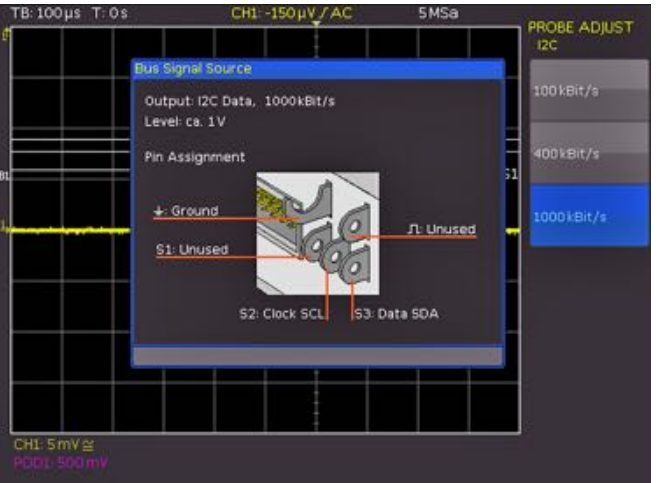 TB: 100µs T: 0s CH1: -150µV / AC 5MSa
PROBE ADJUST
I2C
Bus Signal Source
Output: I2C Data, 1000kBit/s
Level: ca. 1V
Pin Assignment
⏚: Ground
⎍: Unused
S1: Unused
S2: Clock SCL
S3: Data SDA
100kBit/s
400kBit/s
1000kBit/s
S1
CH1: 5mV≅
POD1: 500mV